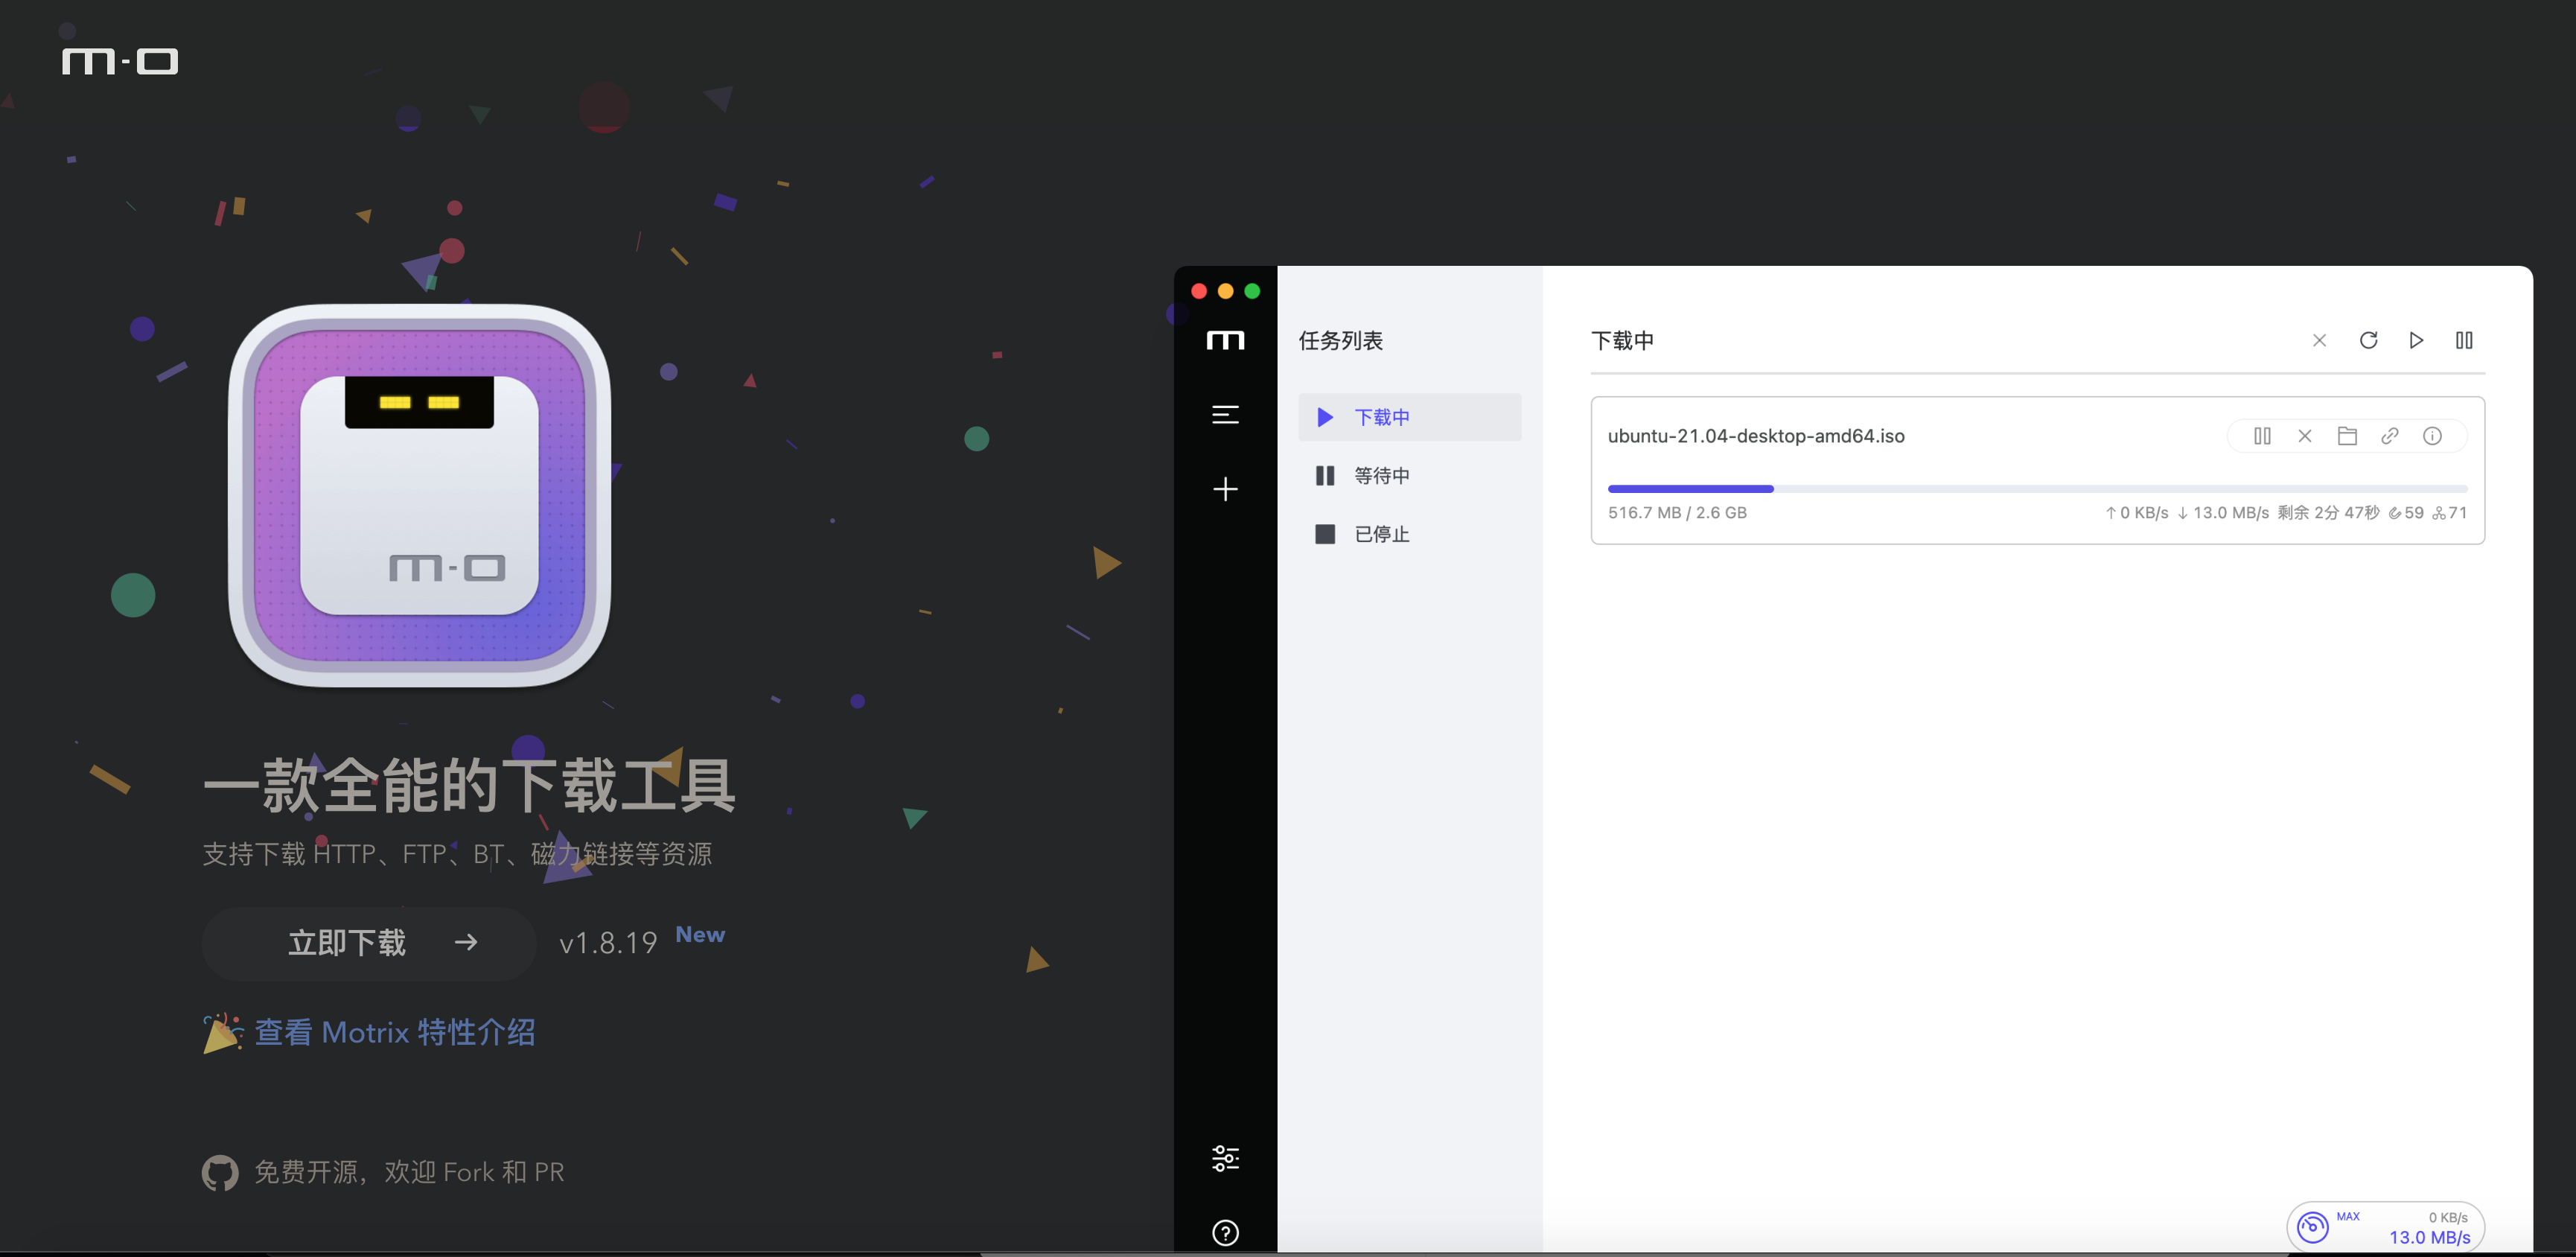 m-o
m-o
一款全能的下载工具
支持下载 HTTP、FTP、BT、磁力链接等资源
立即下载 →
v1.8.19 New
查看 Motrix 特性介绍
免费开源，欢迎 Fork 和 PR
m
任务列表
下载中
等待中
已停止
下载中
ubuntu-21.04-desktop-amd64.iso
516.7 MB / 2.6 GB
↑ 0 KB/s ↓ 13.0 MB/s 剩余 2分 47秒 59 71
MAX
0 KB/s
13.0 MB/s